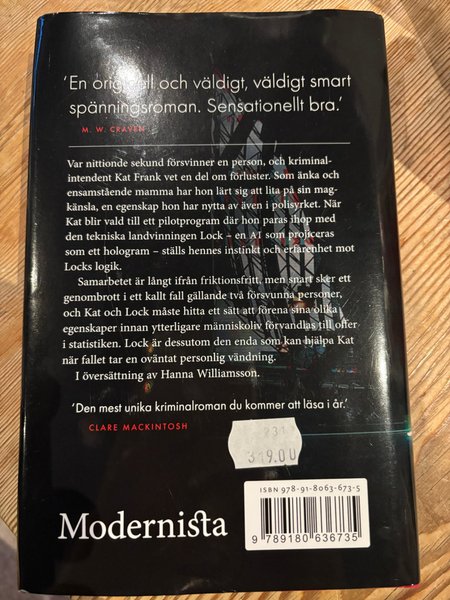 'En originell och väldigt, väldigt smart
spänningsroman. Sensationellt bra.'
M. W. CRAVEN
Var nittionde sekund försvinner en person, och kriminal-
intendent Kat Frank vet en del om förluster. Som änka och
ensamstående mamma har hon lärt sig att lita på sin mag-
känsla, en egenskap hon har nytta av även i polisyrket. När
Kat blir vald till ett pilotprogram där hon paras ihop med
den tekniska landvinningen Lock – en AI som projiceras
som ett hologram – ställs hennes instinkt och erfarenhet mot
Locks logik.
Samarbetet är långt ifrån friktionsfritt, men snart sker ett
genombrott i ett kallt fall gällande två försvunna personer,
och Kat och Lock måste hitta ett sätt att förena sina olika
egenskaper innan ytterligare människoliv förvandlas till offer
i statistiken. Lock är dessutom den enda som kan hjälpa Kat
när fallet tar en oväntat personlig vändning.
I översättning av Hanna Williamsson.
'Den mest unika kriminalroman du kommer att läsa i år.'
CLARE MACKINTOSH
231
319.00
ISBN 978-91-8063-673-5
Modernista
9 789180 636735